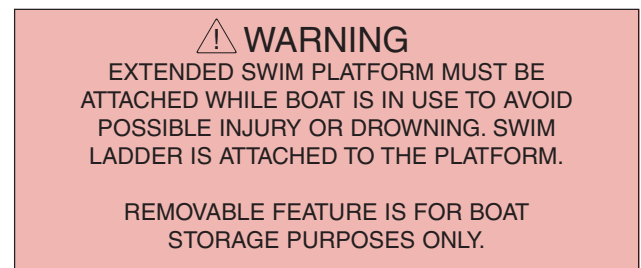 WARNING
EXTENDED SWIM PLATFORM MUST BE
ATTACHED WHILE BOAT IS IN USE TO AVOID
POSSIBLE INJURY OR DROWNING. SWIM
LADDER IS ATTACHED TO THE PLATFORM.
REMOVABLE FEATURE IS FOR BOAT
STORAGE PURPOSES ONLY.